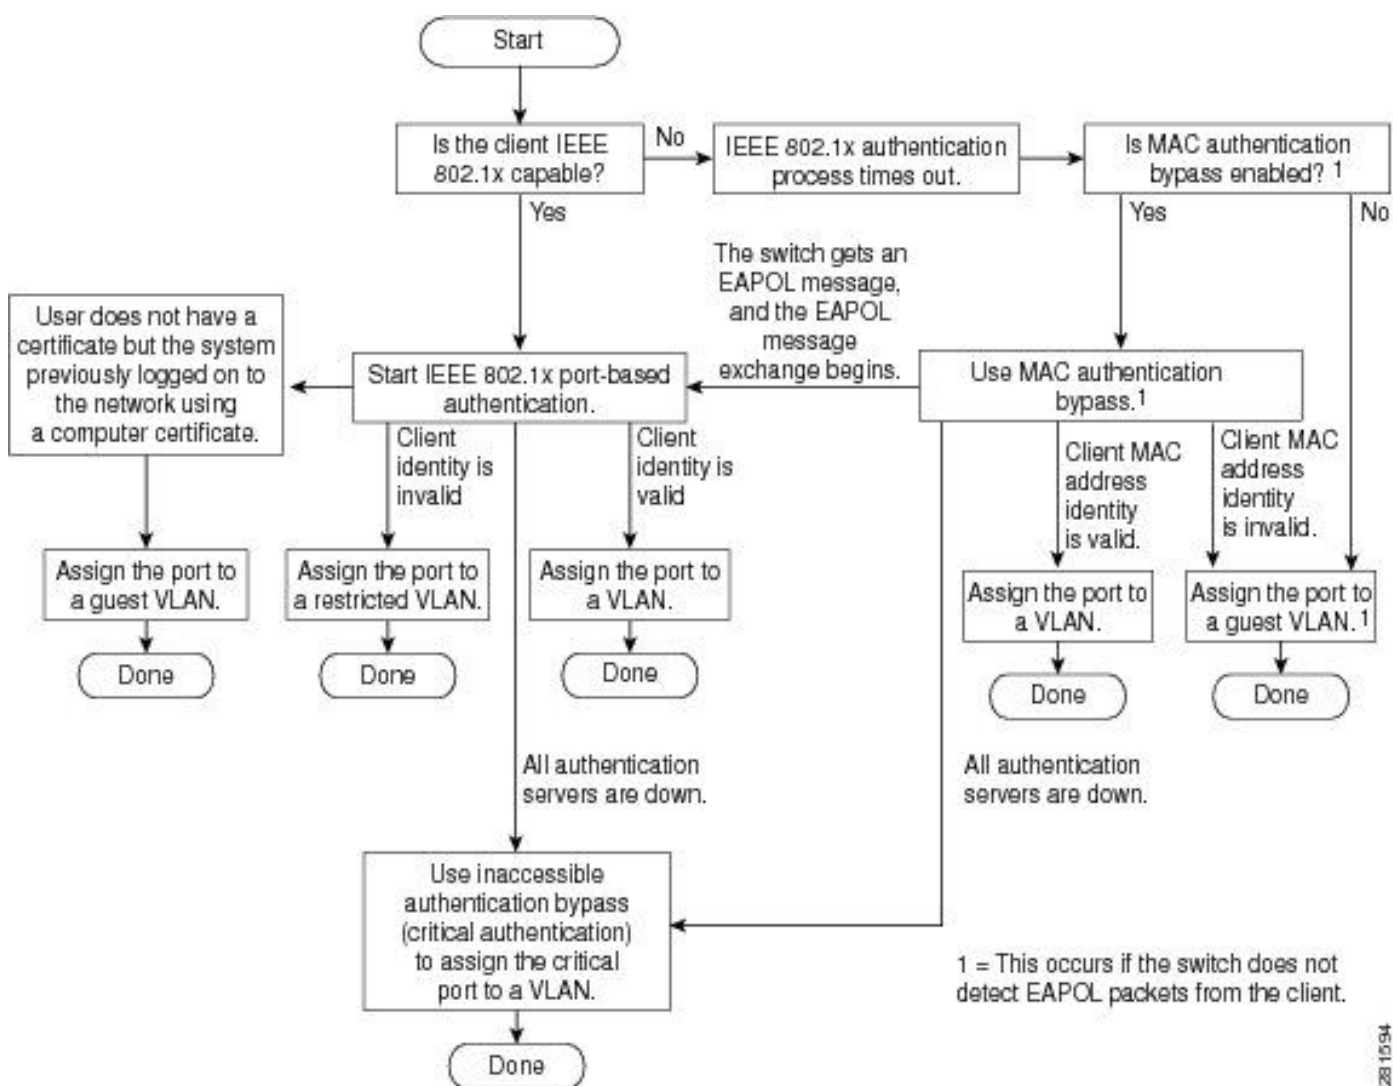 Start
Is the client IEEE
802.1x capable?
No
IEEE 802.1x authentication
process times out.
Is MAC authentication
bypass enabled? 1
Yes
Yes
No
The switch gets an
EAPOL message,
and the EAPOL
message
exchange begins.
User does not have a
certificate but the system
previously logged on to
the network using
a computer certificate.
Start IEEE 802.1x port-based
authentication.
Use MAC authentication
bypass.1
Client
identity is
invalid
Client
identity is
valid
Client MAC
address
identity
is valid.
Client MAC
address
identity
is invalid.
Assign the port to
a guest VLAN.
Assign the port to
a restricted VLAN.
Assign the port to
a VLAN.
Assign the port to
a VLAN.
Assign the port to
a guest VLAN.1
Done
Done
Done
Done
Done
All authentication
servers are down.
All authentication
servers are down.
Use inaccessible
authentication bypass
(critical authentication)
to assign the critical
port to a VLAN.
Done
1 = This occurs if the switch does not
detect EAPOL packets from the client.
281594